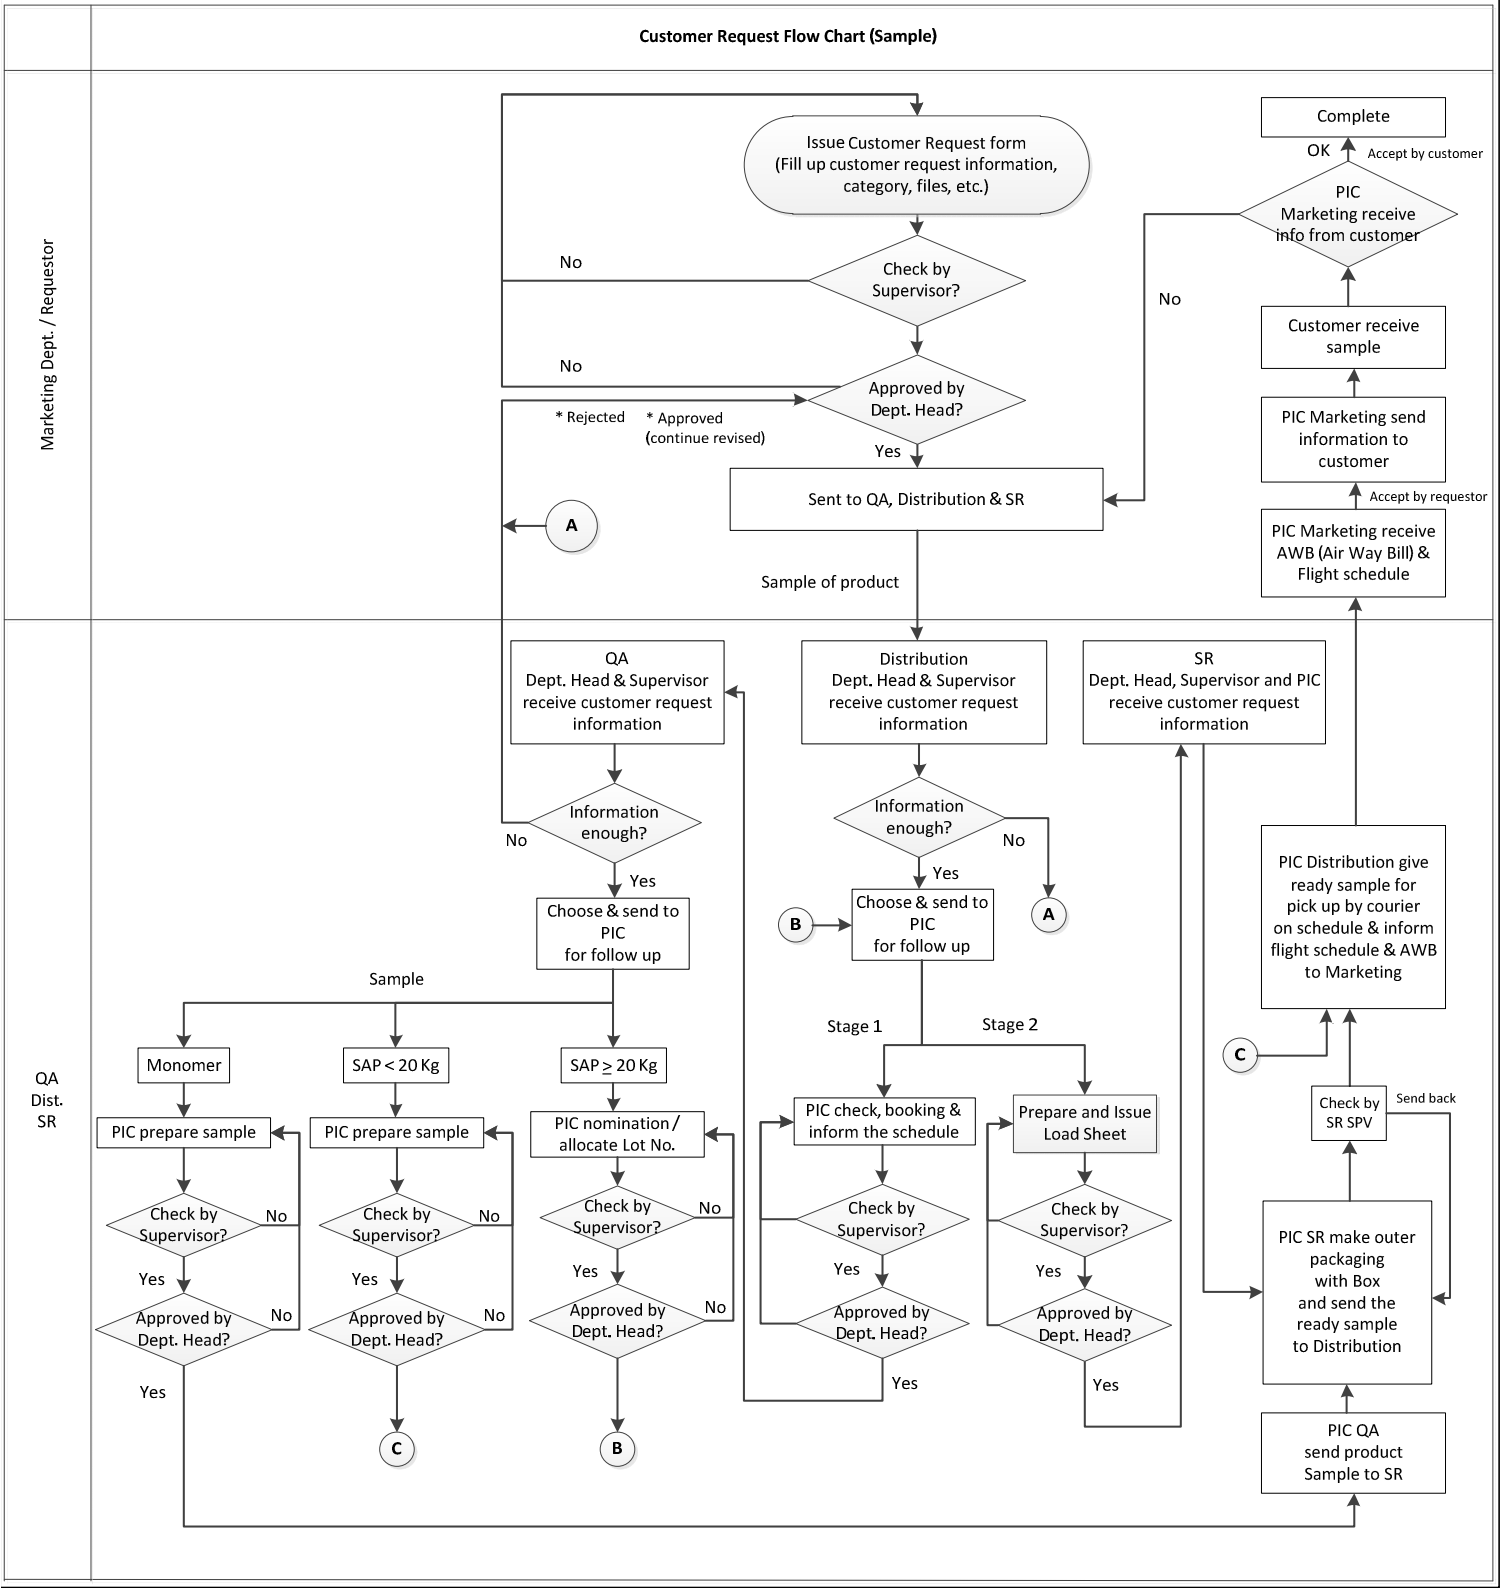 Customer Request Flow Chart (Sample)
Marketing Dept. / Requestor
Issue Customer Request form
(Fill up customer request information,
category, files, etc.)
Check by
Supervisor?
No
Approved by
Dept. Head?
No
* Rejected
* Approved
(continue revised)
Yes
Sent to QA, Distribution & SR
A
Sample of product
Complete
OK
Accept by customer
PIC
Marketing receive
info from customer
No
Customer receive
sample
PIC Marketing send
information to
customer
Accept by requestor
PIC Marketing receive
AWB (Air Way Bill) &
Flight schedule
QA
Dist.
SR
QA
Dept. Head & Supervisor
receive customer request
information
Information
enough?
No
Yes
Choose & send to
PIC
for follow up
Sample
Monomer
PIC prepare sample
Check by
Supervisor?
No
Yes
Approved by
Dept. Head?
No
Yes
SAP < 20 Kg
PIC prepare sample
Check by
Supervisor?
No
Yes
Approved by
Dept. Head?
No
C
SAP ≥ 20 Kg
PIC nomination /
allocate Lot No.
Check by
Supervisor?
No
Yes
Approved by
Dept. Head?
No
B
Distribution
Dept. Head & Supervisor
receive customer request
information
Information
enough?
No
A
Yes
B
Choose & send to
PIC
for follow up
Stage 1
Stage 2
PIC check, booking &
inform the schedule
Check by
Supervisor?
Yes
Approved by
Dept. Head?
Yes
Prepare and Issue
Load Sheet
Check by
Supervisor?
Yes
Approved by
Dept. Head?
Yes
SR
Dept. Head, Supervisor and PIC
receive customer request
information
PIC Distribution give
ready sample for
pick up by courier
on schedule & inform
flight schedule & AWB
to Marketing
C
Check by
SR SPV
Send back
PIC SR make outer
packaging
with Box
and send the
ready sample
to Distribution
PIC QA
send product
Sample to SR